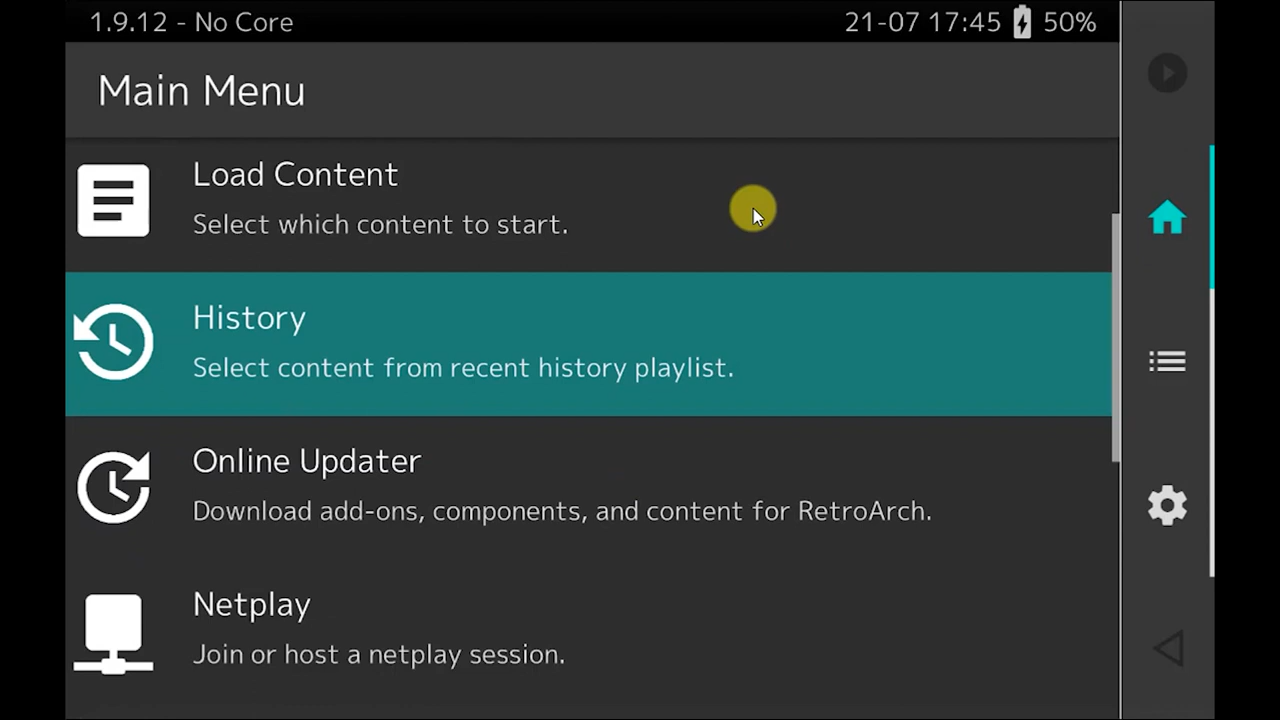 1.9.12 - No Core
21-07 17:45 50%
Main Menu
Load Content
Select which content to start.
History
Select content from recent history playlist.
Online Updater
Download add-ons, components, and content for RetroArch.
Netplay
Join or host a netplay session.